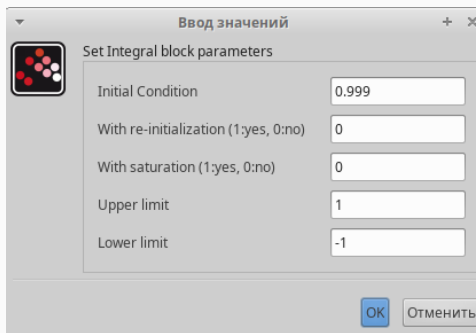 Ввод значений
Set Integral block parameters
Initial Condition 0.999
With re-initialization (1:yes, 0:no) 0
With saturation (1:yes, 0:no) 0
Upper limit 1
Lower limit -1
OK Отменить